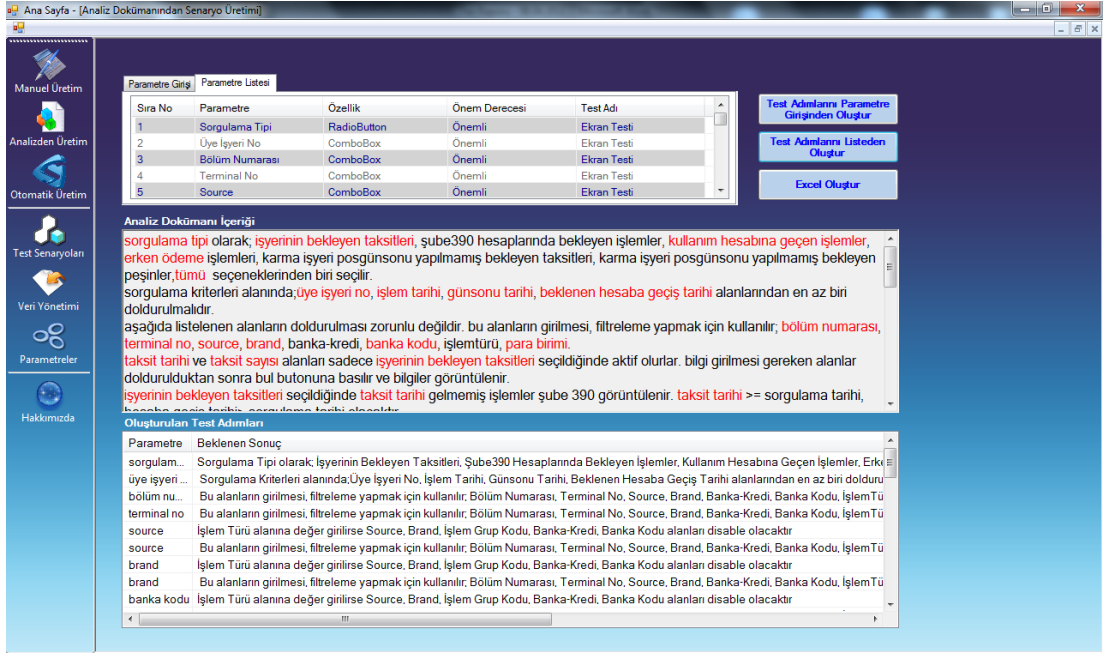 Ana Sayfa - [Analiz Dokümanından Senaryo Üretimi]
Manuel Üretim
Analizden Üretim
Otomatik Üretim
Test Senaryoları
Veri Yönetimi
Parametreler
Hakkımızda
Parametre Girişi Parametre Listesi
Sıra No Parametre Özellik Önem Derecesi Test Adı
1 Sorgulama Tipi RadioButton Önemli Ekran Testi
2 Üye İşyeri No ComboBox Önemli Ekran Testi
3 Bölüm Numarası ComboBox Önemli Ekran Testi
4 Terminal No ComboBox Önemli Ekran Testi
5 Source ComboBox Önemli Ekran Testi
Test Adımlarını Parametre
Girişinden Oluştur
Test Adımlarını Listeden
Oluştur
Excel Oluştur
Analiz Dokümanı İçeriği
sorgulama tipi olarak; işyerinin bekleyen taksitleri, şube390 hesaplarında bekleyen işlemler, kullanım hesabına geçen işlemler,
erken ödeme işlemleri, karma işyeri posgünsonu yapılmamış bekleyen taksitleri, karma işyeri posgünsonu yapılmamış bekleyen
peşinler,tümü seçeneklerinden biri seçilir.
sorgulama kriterleri alanında;üye işyeri no, işlem tarihi, günsonu tarihi, beklenen hesaba geçiş tarihi alanlarından en az biri
doldurulmalıdır.
aşağıda listelenen alanların doldurulması zorunlu değildir. bu alanların girilmesi, filtreleme yapmak için kullanılır; bölüm numarası,
terminal no, source, brand, banka-kredi, banka kodu, işlemtürü, para birimi.
taksit tarihi ve taksit sayısı alanları sadece işyerinin bekleyen taksitleri seçildiğinde aktif olurlar. bilgi girilmesi gereken alanlar
doldurulduktan sonra bul butonuna basılır ve bilgiler görüntülenir.
işyerinin bekleyen taksitleri seçildiğinde taksit tarihi gelmemiş işlemler şube 390 görüntülenir. taksit tarihi >= sorgulama tarihi,
hesaba geçiş tarihi> sorgulama tarihi olacaktır.
Oluşturulan Test Adımları
Parametre Beklenen Sonuç
sorgulam... Sorgulama Tipi olarak; İşyerinin Bekleyen Taksitleri, Şube390 Hesaplarında Bekleyen İşlemler, Kullanım Hesabına Geçen İşlemler, Erke
üye işyeri ... Sorgulama Kriterleri alanında;Üye İşyeri No, İşlem Tarihi, Günsonu Tarihi, Beklenen Hesaba Geçiş Tarihi alanlarından en az biri dolduru
bölüm nu... Bu alanların girilmesi, filtreleme yapmak için kullanılır; Bölüm Numarası, Terminal No, Source, Brand, Banka-Kredi, Banka Kodu, İşlemTü
terminal no Bu alanların girilmesi, filtreleme yapmak için kullanılır; Bölüm Numarası, Terminal No, Source, Brand, Banka-Kredi, Banka Kodu, İşlemTü
source İşlem Türü alanına değer girilirse Source, Brand, İşlem Grup Kodu, Banka-Kredi, Banka Kodu alanları disable olacaktır
source Bu alanların girilmesi, filtreleme yapmak için kullanılır; Bölüm Numarası, Terminal No, Source, Brand, Banka-Kredi, Banka Kodu, İşlemTü
brand İşlem Türü alanına değer girilirse Source, Brand, İşlem Grup Kodu, Banka-Kredi, Banka Kodu alanları disable olacaktır
brand Bu alanların girilmesi, filtreleme yapmak için kullanılır; Bölüm Numarası, Terminal No, Source, Brand, Banka-Kredi, Banka Kodu, İşlemTü
banka kodu İşlem Türü alanına değer girilirse Source, Brand, İşlem Grup Kodu, Banka-Kredi, Banka Kodu alanları disable olacaktır